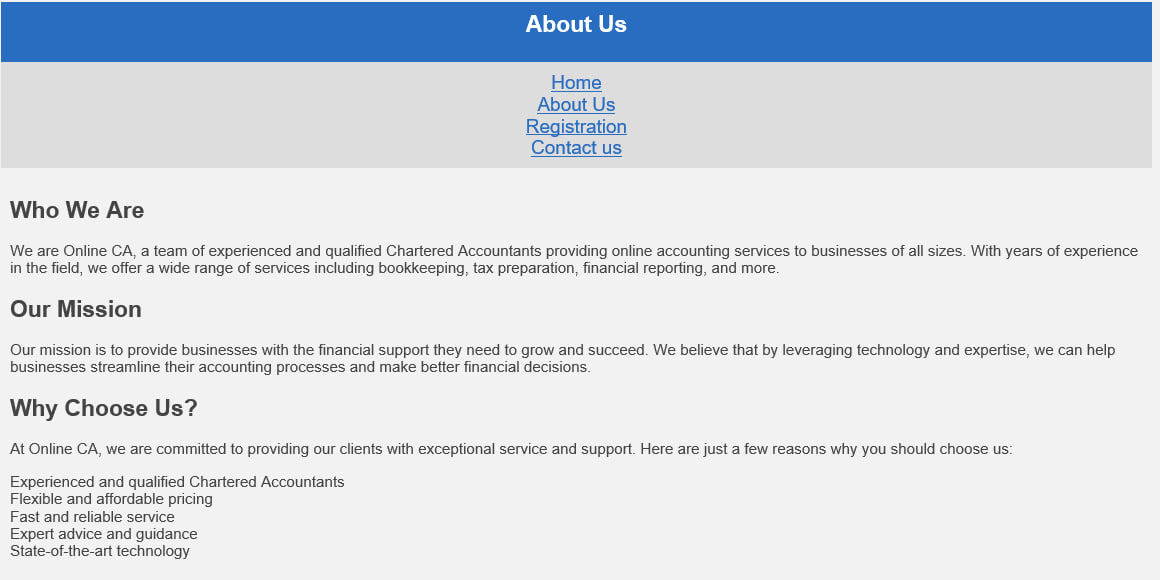 About Us
Home
About Us
Registration
Contact us
Who We Are
We are Online CA, a team of experienced and qualified Chartered Accountants providing online accounting services to businesses of all sizes. With years of experience
in the field, we offer a wide range of services including bookkeeping, tax preparation, financial reporting, and more.
Our Mission
Our mission is to provide businesses with the financial support they need to grow and succeed. We believe that by leveraging technology and expertise, we can help
businesses streamline their accounting processes and make better financial decisions.
Why Choose Us?
At Online CA, we are committed to providing our clients with exceptional service and support. Here are just a few reasons why you should choose us:
Experienced and qualified Chartered Accountants
Flexible and affordable pricing
Fast and reliable service
Expert advice and guidance
State-of-the-art technology